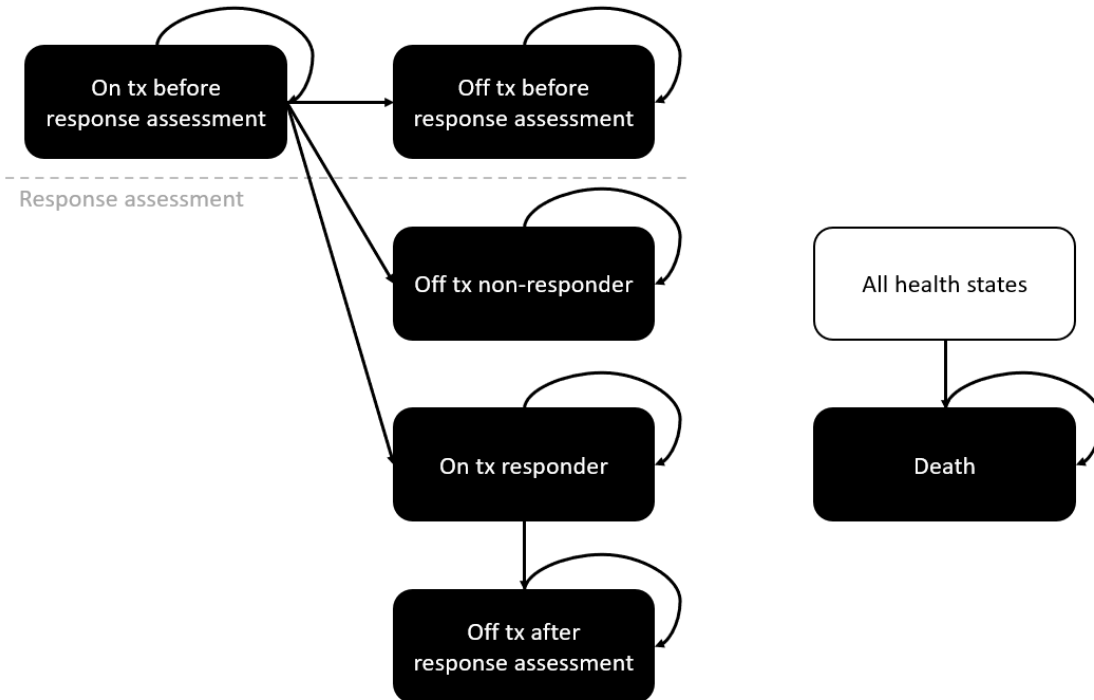 On tx before
response assessment
Off tx before
response assessment
Response assessment
Off tx non-responder
All health states
On tx responder
Death
Off tx after
response assessment